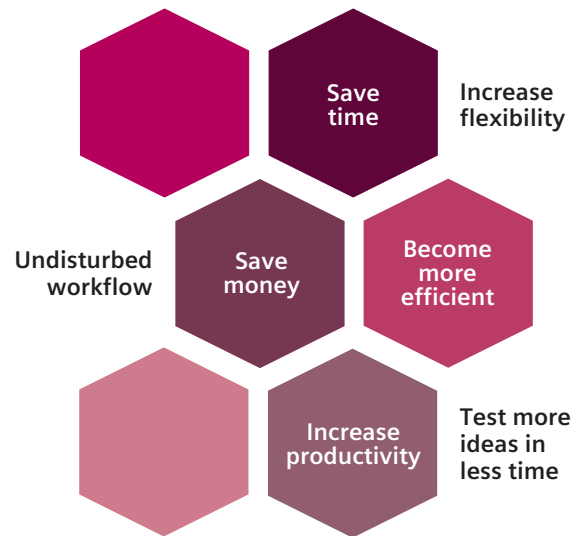 Save
time
Increase
flexibility
Undisturbed
workflow
Save
money
Become
more
efficient
Increase
productivity
Test more
ideas in
less time